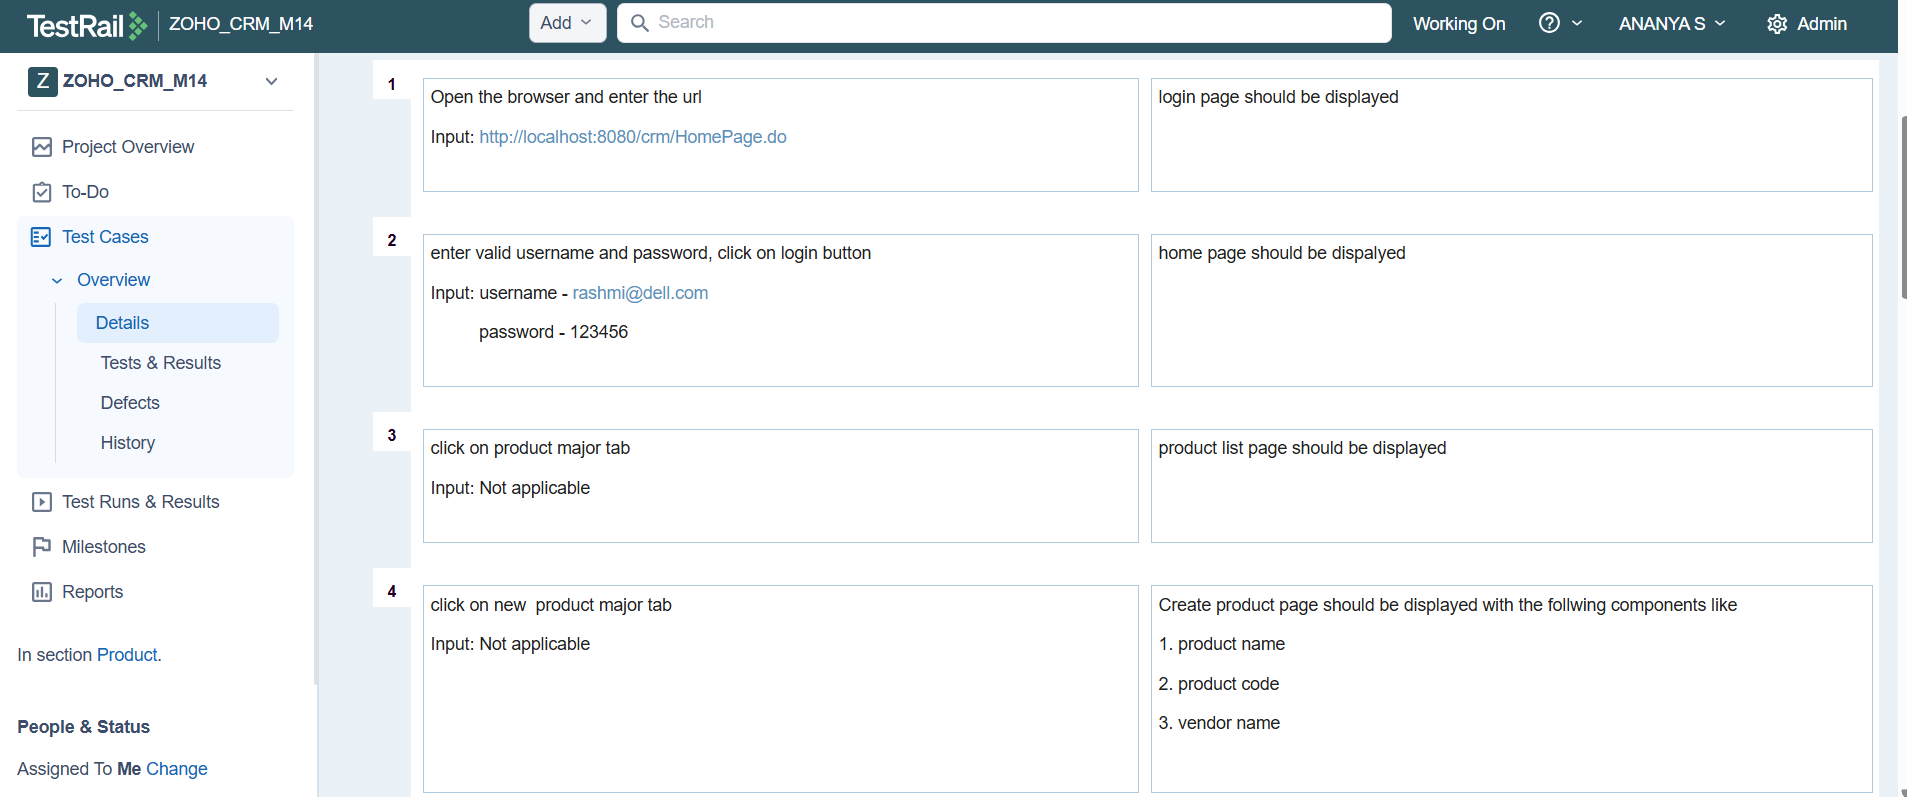 TestRail ZOHO_CRM_M14 Add Search Working On ANANYA S Admin
Z ZOHO_CRM_M14
Project Overview
To-Do
Test Cases
Overview
Details
Tests & Results
Defects
History
Test Runs & Results
Milestones
Reports
In section Product.
People & Status
Assigned To Me Change
1
Open the browser and enter the url
Input: http://localhost:8080/crm/HomePage.do
login page should be displayed
2
enter valid username and password, click on login button
Input: username - rashmi@dell.com
password - 123456
home page should be dispalyed
3
click on product major tab
Input: Not applicable
product list page should be displayed
4
click on new  product major tab
Input: Not applicable
Create product page should be displayed with the follwing components like
1. product name
2. product code
3. vendor name